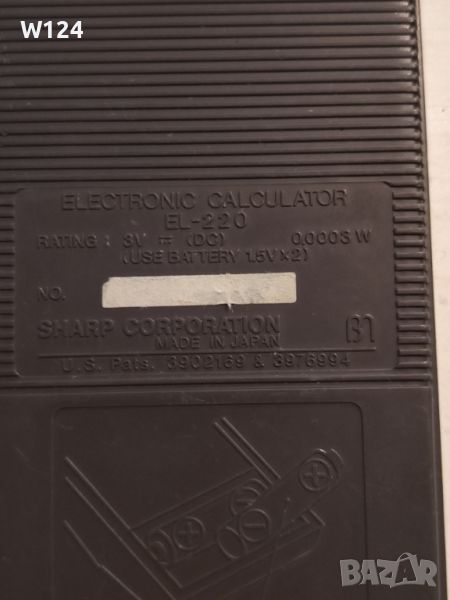 W124
ELECTRONIC CALCULATOR
EL-220
RATING : 3V ⎓ (DC) 0,0003 W
(USE BATTERY 1.5V×2)
NO.
SHARP CORPORATION
MADE IN JAPAN
U.S. Pats. 3902169 & 3976994
BAZAR